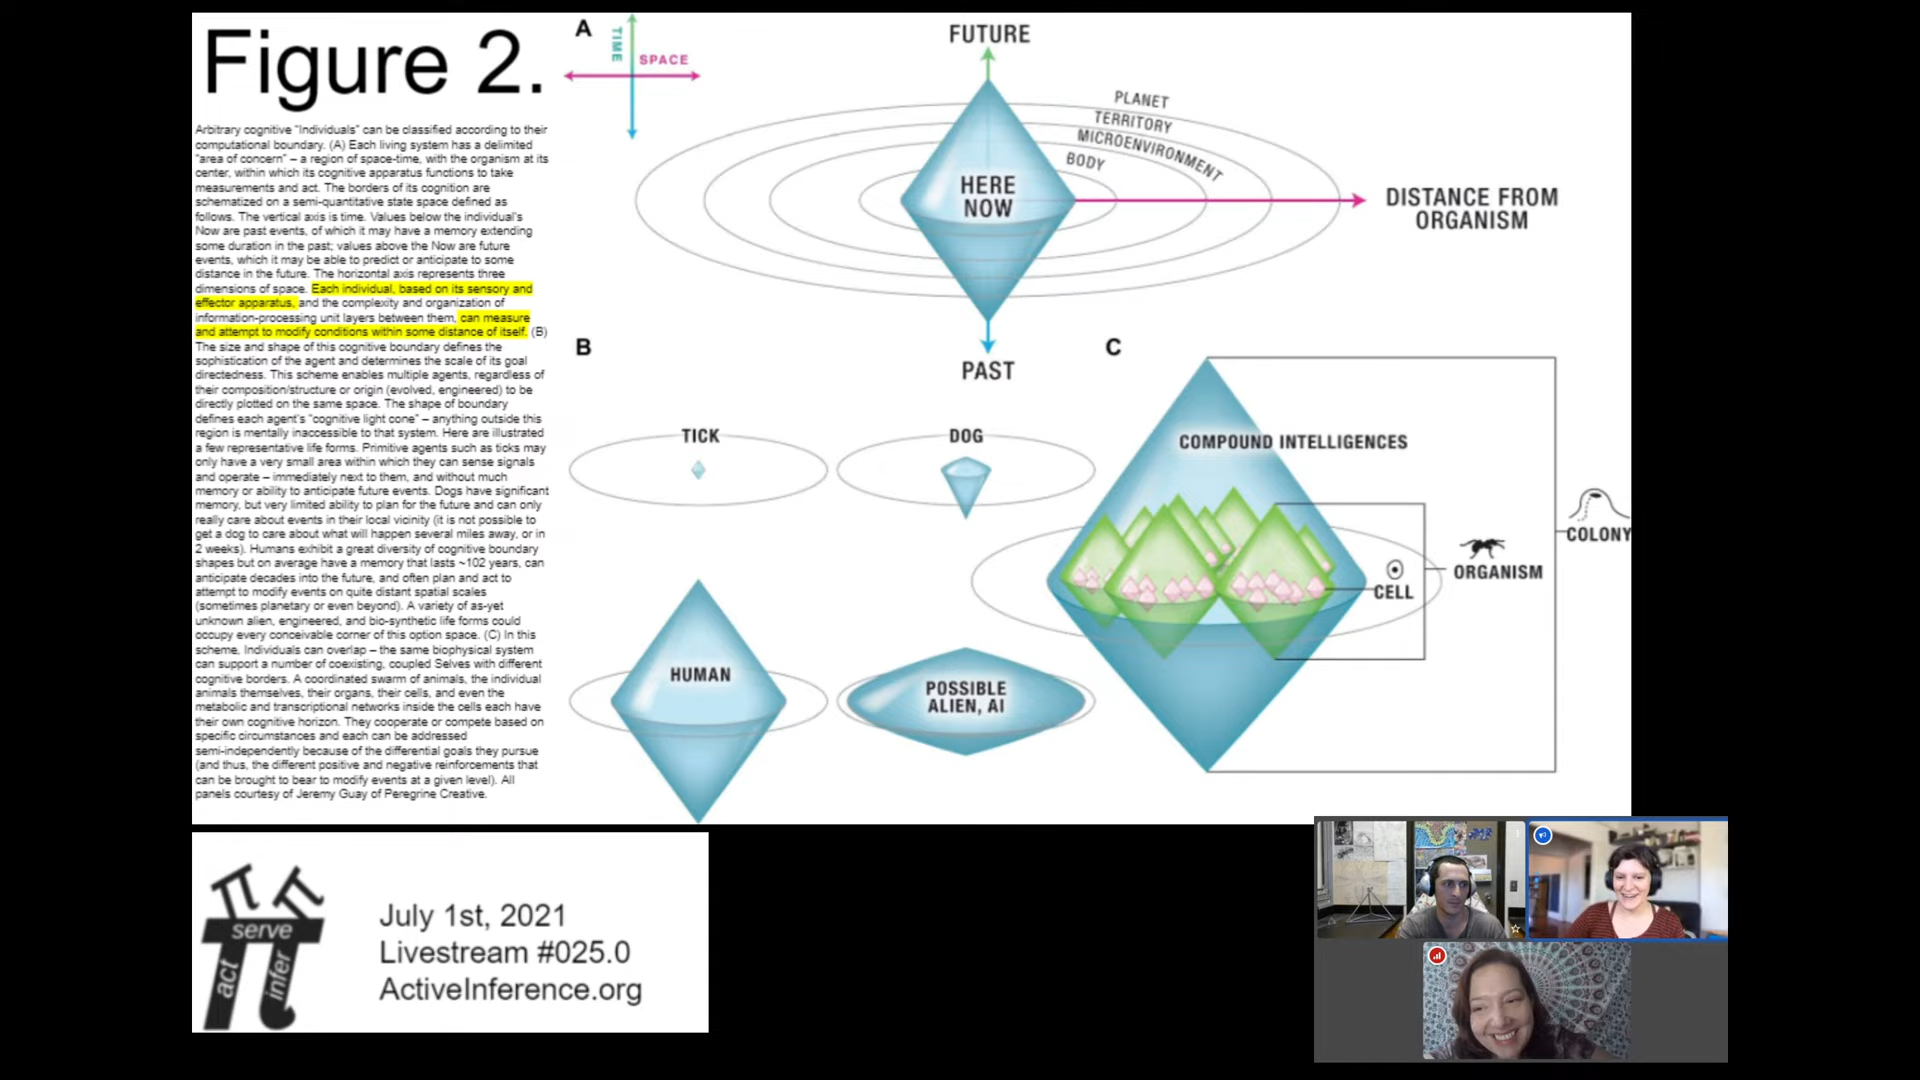 Figure 2.
Arbitrary cognitive "Individuals" can be classified according to their
computational boundary. (A) Each living system has a delimited
"area of concern" – a region of space-time, with the organism at its
center, within which its cognitive apparatus functions to take
measurements and act. The borders of its cognition are
schematized on a semi-quantitative state space defined as
follows. The vertical axis is time. Values below the individual's
Now are past events, of which it may have a memory extending
some duration in the past; values above the Now are future
events, which it may be able to predict or anticipate to some
distance in the future. The horizontal axis represents three
dimensions of space. Each individual, based on its sensory and
effector apparatus, and the complexity and organization of
information-processing unit layers between them, can measure
and attempt to modify conditions within some distance of itself. (B)
The size and shape of this cognitive boundary defines the
sophistication of the agent and determines the scale of its goal
directedness. This scheme enables multiple agents, regardless of
their composition/structure or origin (evolved, engineered) to be
directly plotted on the same space. The shape of boundary
defines each agent's "cognitive light cone" – anything outside this
region is mentally inaccessible to that system. Here are illustrated
a few representative life forms. Primitive agents such as ticks may
only have a very small area within which they can sense signals
and operate – immediately next to them, and without much
memory or ability to anticipate future events. Dogs have significant
memory, but very limited ability to plan for the future and can only
really care about events in their local vicinity (it is not possible to
get a dog to care about what will happen several miles away, or in
2 weeks). Humans exhibit a great diversity of cognitive boundary
shapes but on average have a memory that lasts ~102 years, can
anticipate decades into the future, and often plan and act to
attempt to modify events on quite distant spatial scales
(sometimes planetary or even beyond). A variety of as-yet
unknown alien, engineered, and bio-synthetic life forms could
occupy every conceivable corner of this option space. (C) In this
scheme, Individuals can overlap – the same biophysical system
can support a number of coexisting, coupled Selves with different
cognitive borders. A coordinated swarm of animals, the individual
animals themselves, their organs, their cells, and even the
metabolic and transcriptional networks inside the cells each have
their own cognitive horizon. They cooperate or compete based on
specific circumstances and each can be addressed
semi-independently because of the differential goals they pursue
(and thus, the different positive and negative reinforcements that
can be brought to bear to modify events at a given level). All
panels courtesy of Jeremy Guay of Peregrine Creative.
A
TIME
SPACE
FUTURE
PLANET
TERRITORY
MICROENVIRONMENT
BODY
HERE
NOW
DISTANCE FROM
ORGANISM
PAST
B
TICK
DOG
HUMAN
POSSIBLE
ALIEN, AI
C
COMPOUND INTELLIGENCES
CELL
ORGANISM
COLONY
serve
act
infer
July 1st, 2021
Livestream #025.0
ActiveInference.org